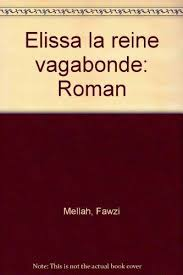 Elissa la reine
vagabonde:
Roman
Mellah, Fawzi
Note: This is not the actual book cover